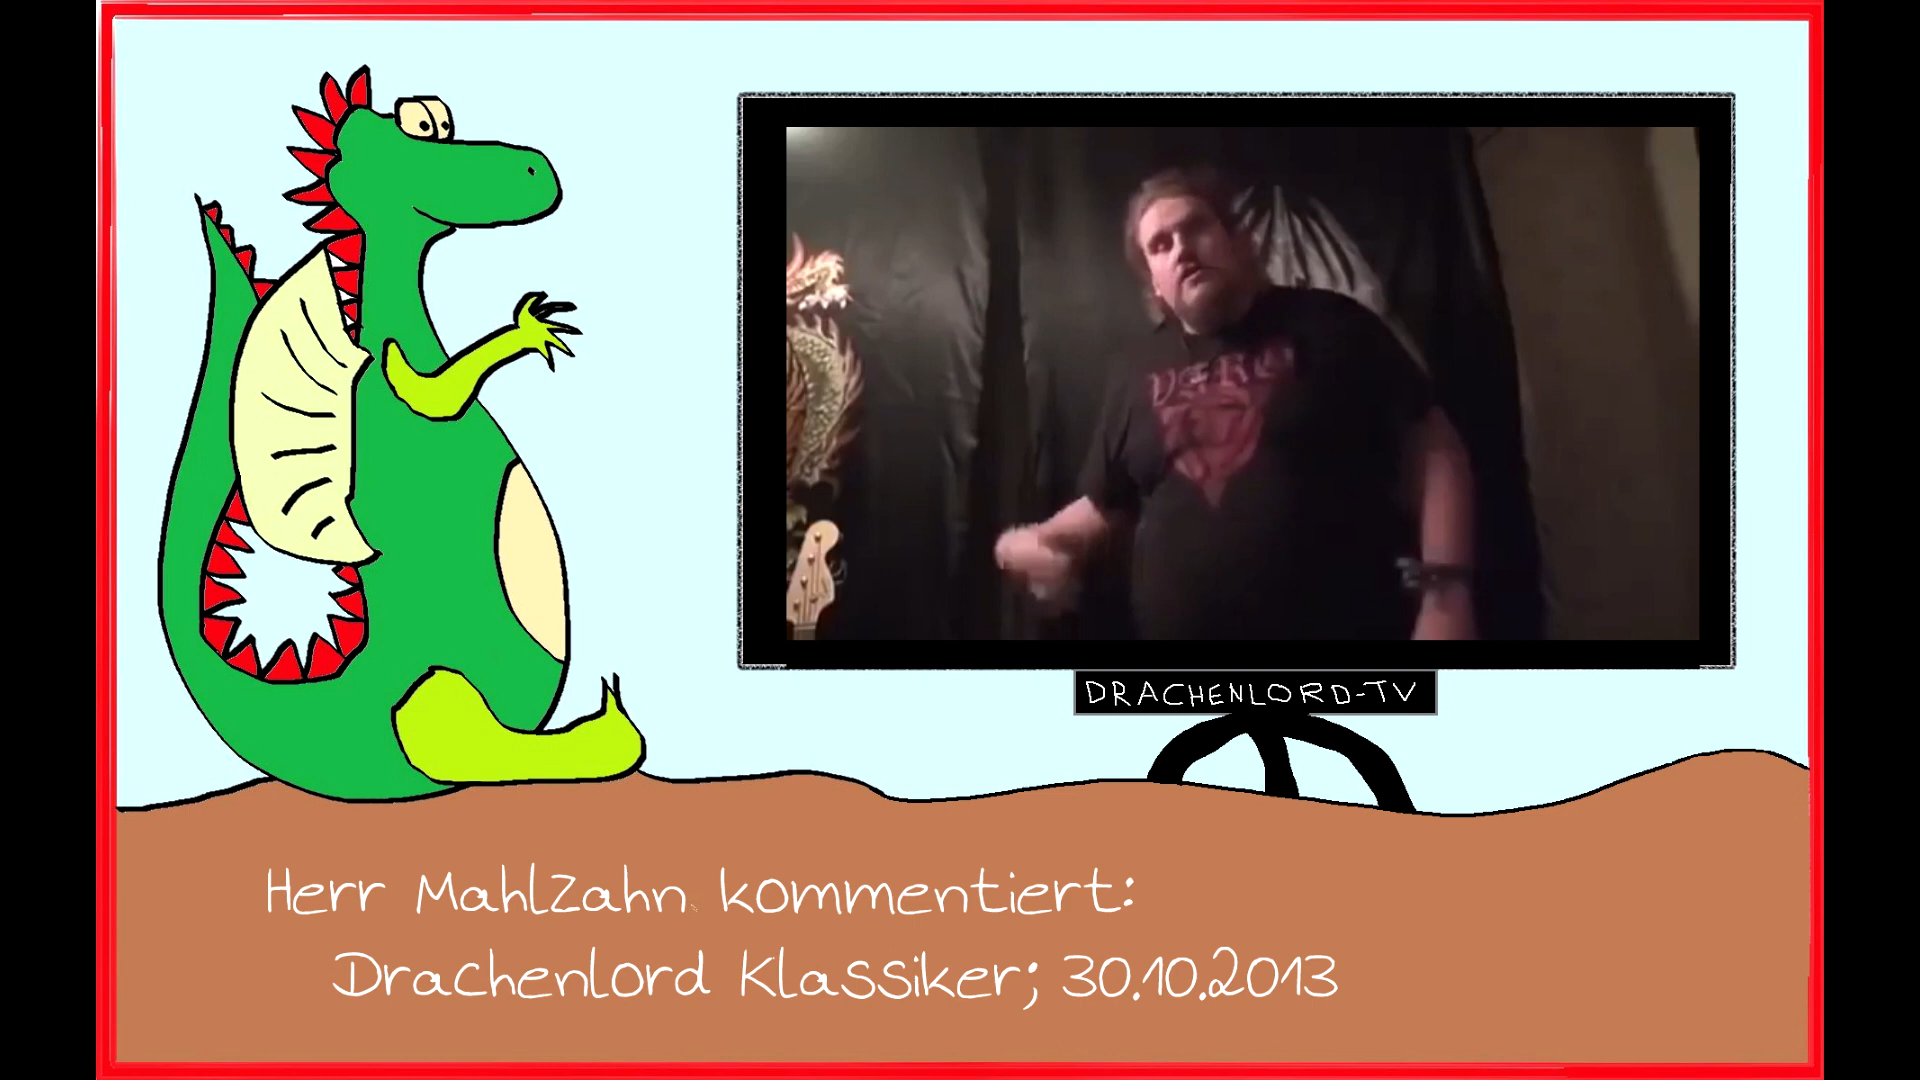 DRACHENLORD-TV
Herr Mahlzahn kommentiert:
Drachenlord Klassiker; 30.10.2013